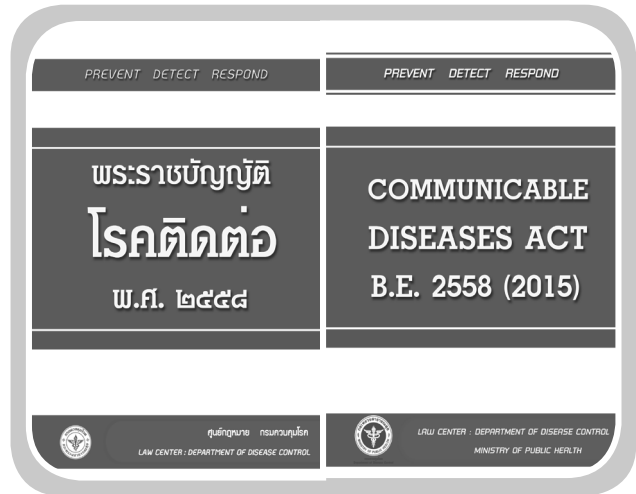 PREVENT DETECT RESPOND
พระราชบัญญัติ
โรคติดต่อ
พ.ศ. ๒๕๕๘
ศูนย์กฎหมาย กรมควบคุมโรค
LAW CENTER : DEPARTMENT OF DISEASE CONTROL
PREVENT DETECT RESPOND
COMMUNICABLE
DISEASES ACT
B.E. 2558 (2015)
LAW CENTER : DEPARTMENT OF DISEASE CONTROL
MINISTRY OF PUBLIC HEALTH